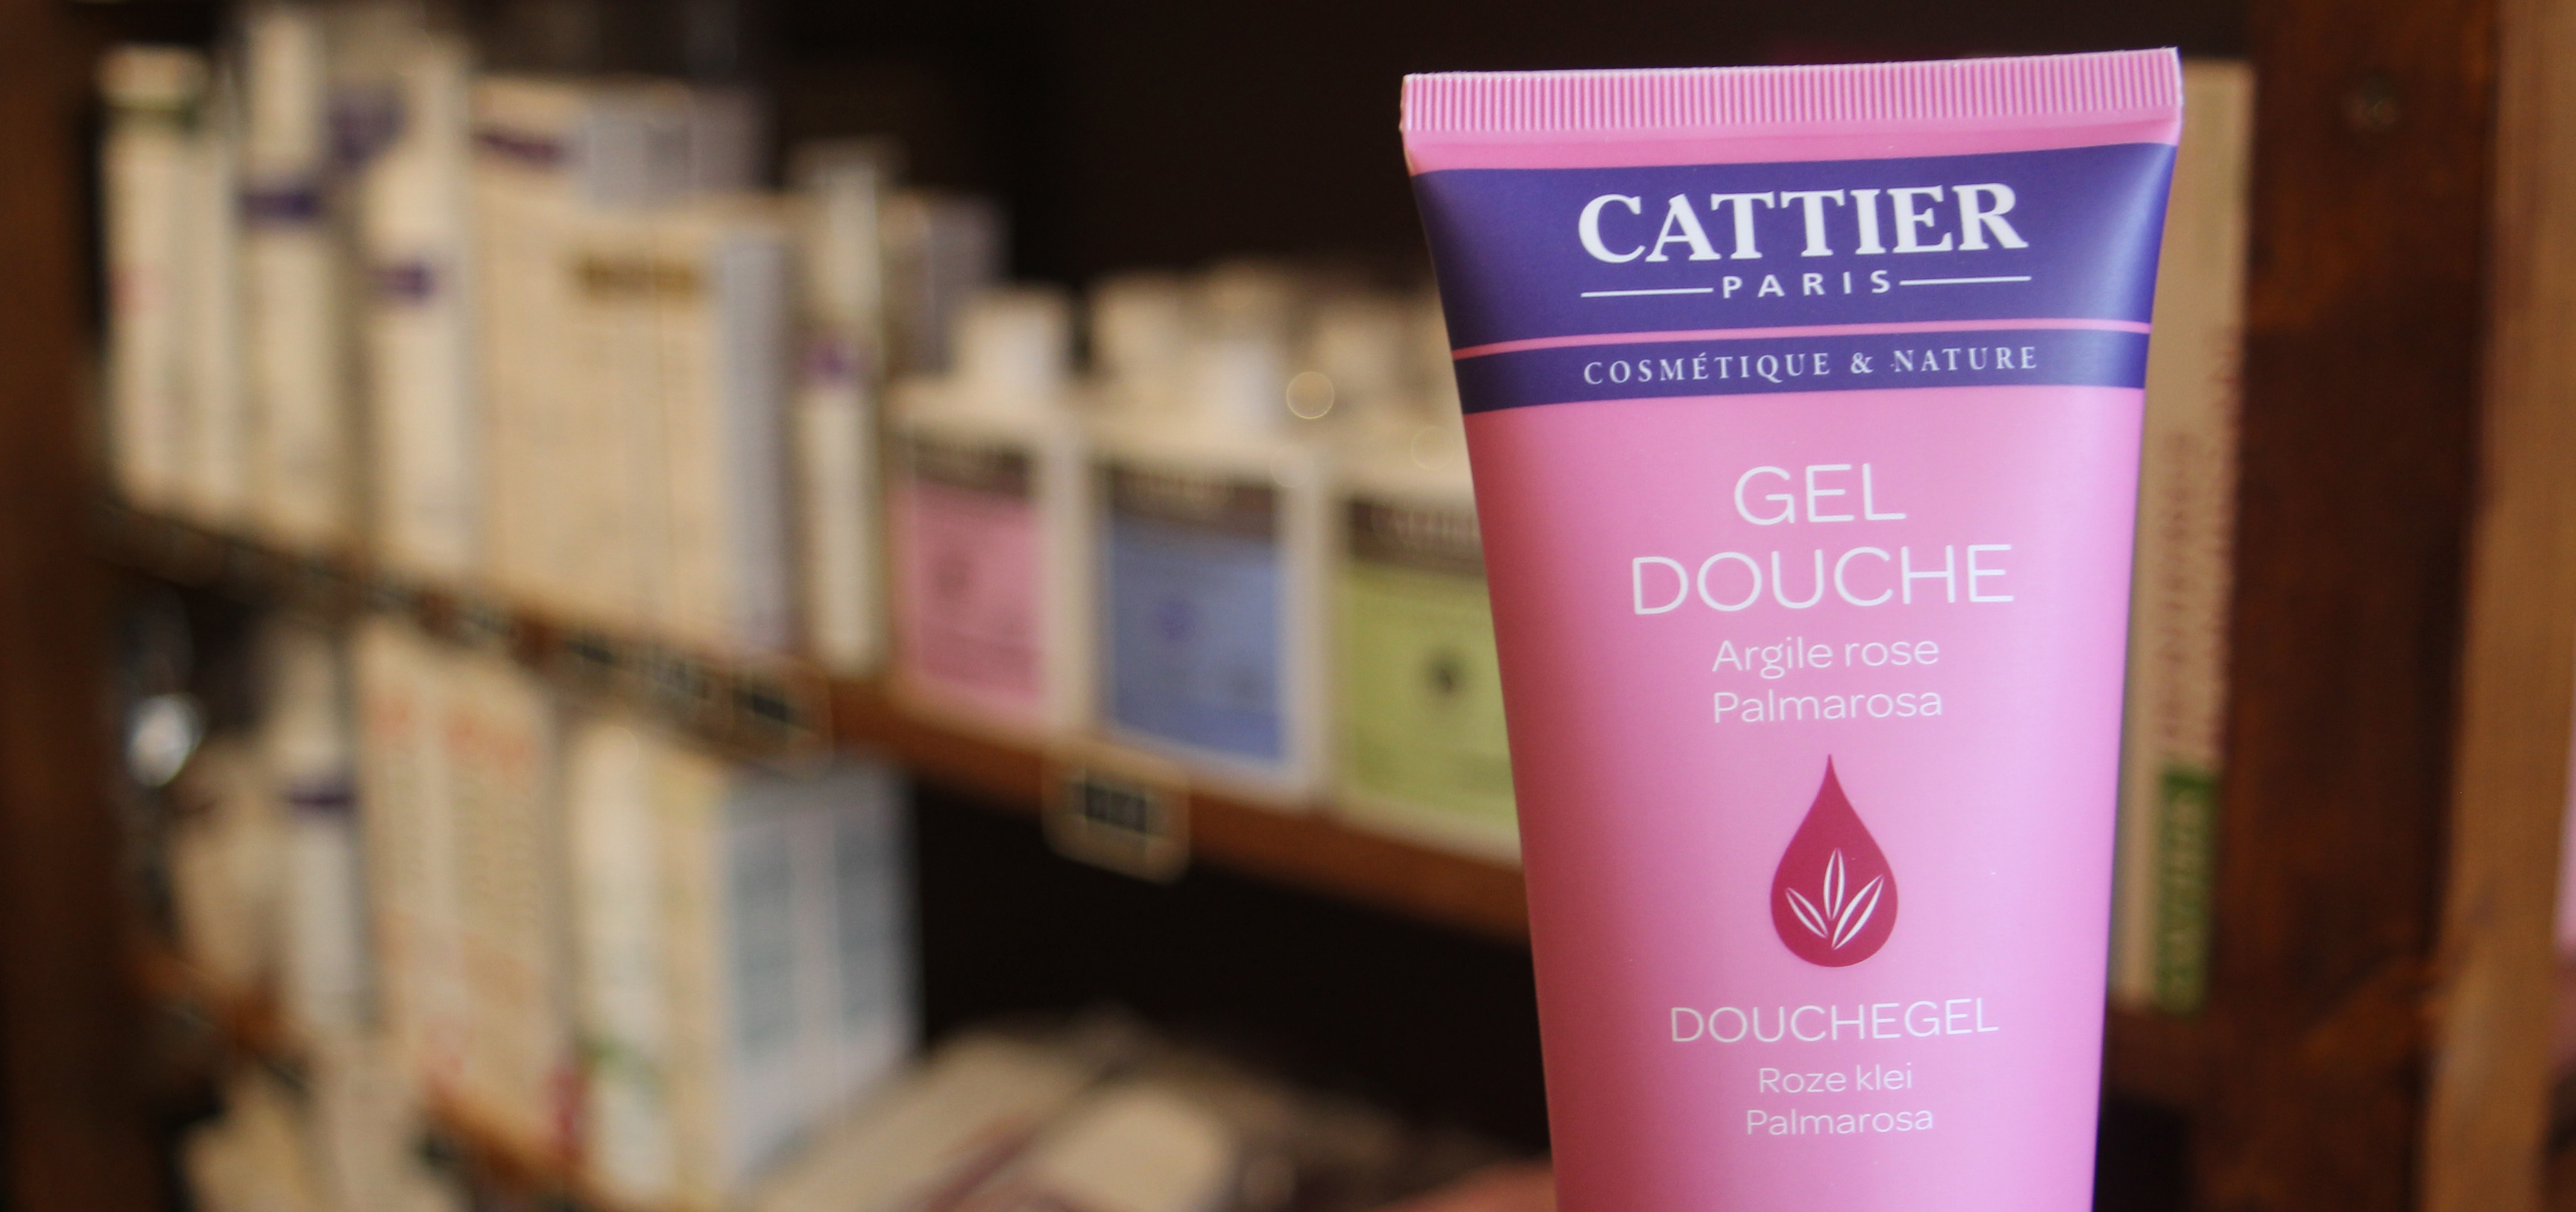 CATTIER
PARIS
COSMÉTIQUE & NATURE
GEL
DOUCHE
Argile rose
Palmarosa
DOUCHEGEL
Roze klei
Palmarosa